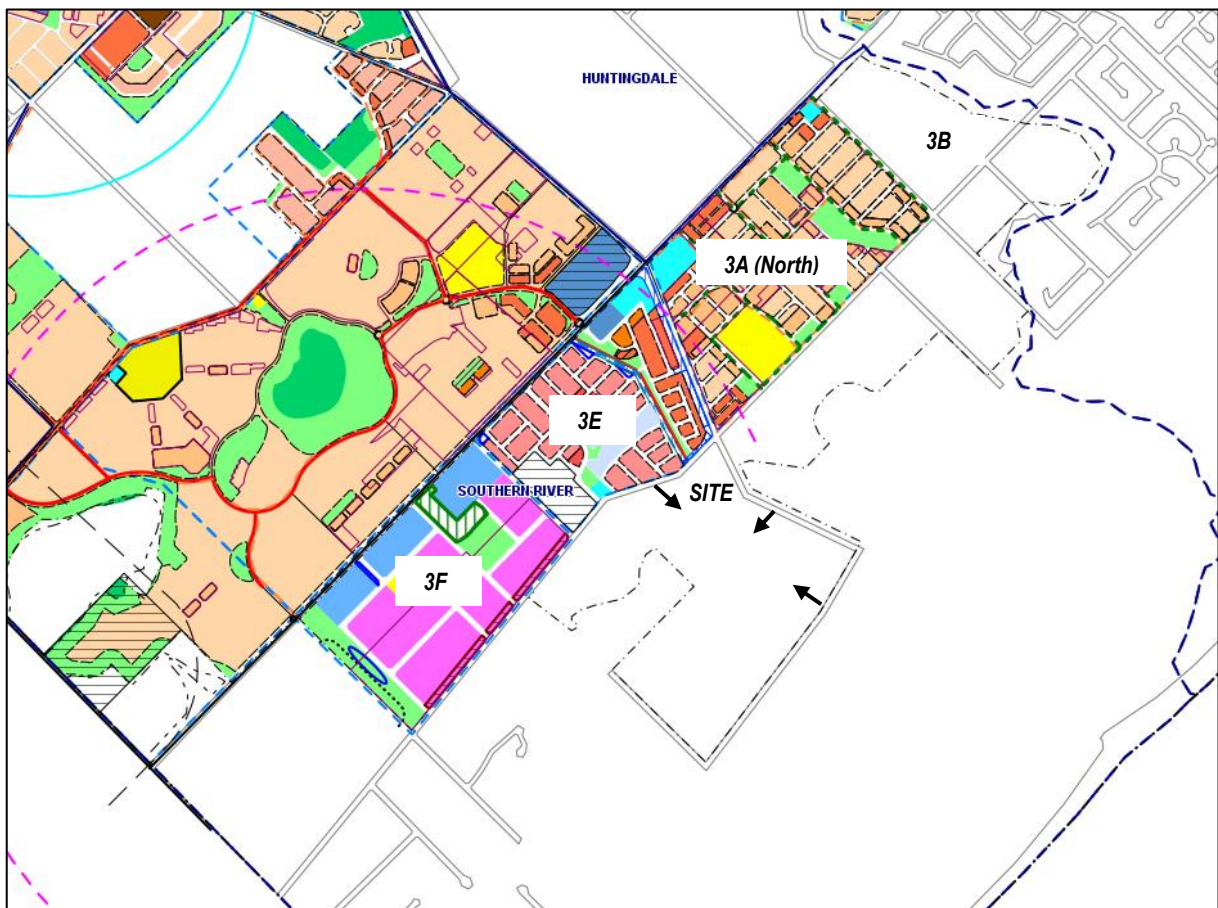 HUNTINGDALE
3B
3A (North)
3E
SOUTHERN RIVER
SITE
3F